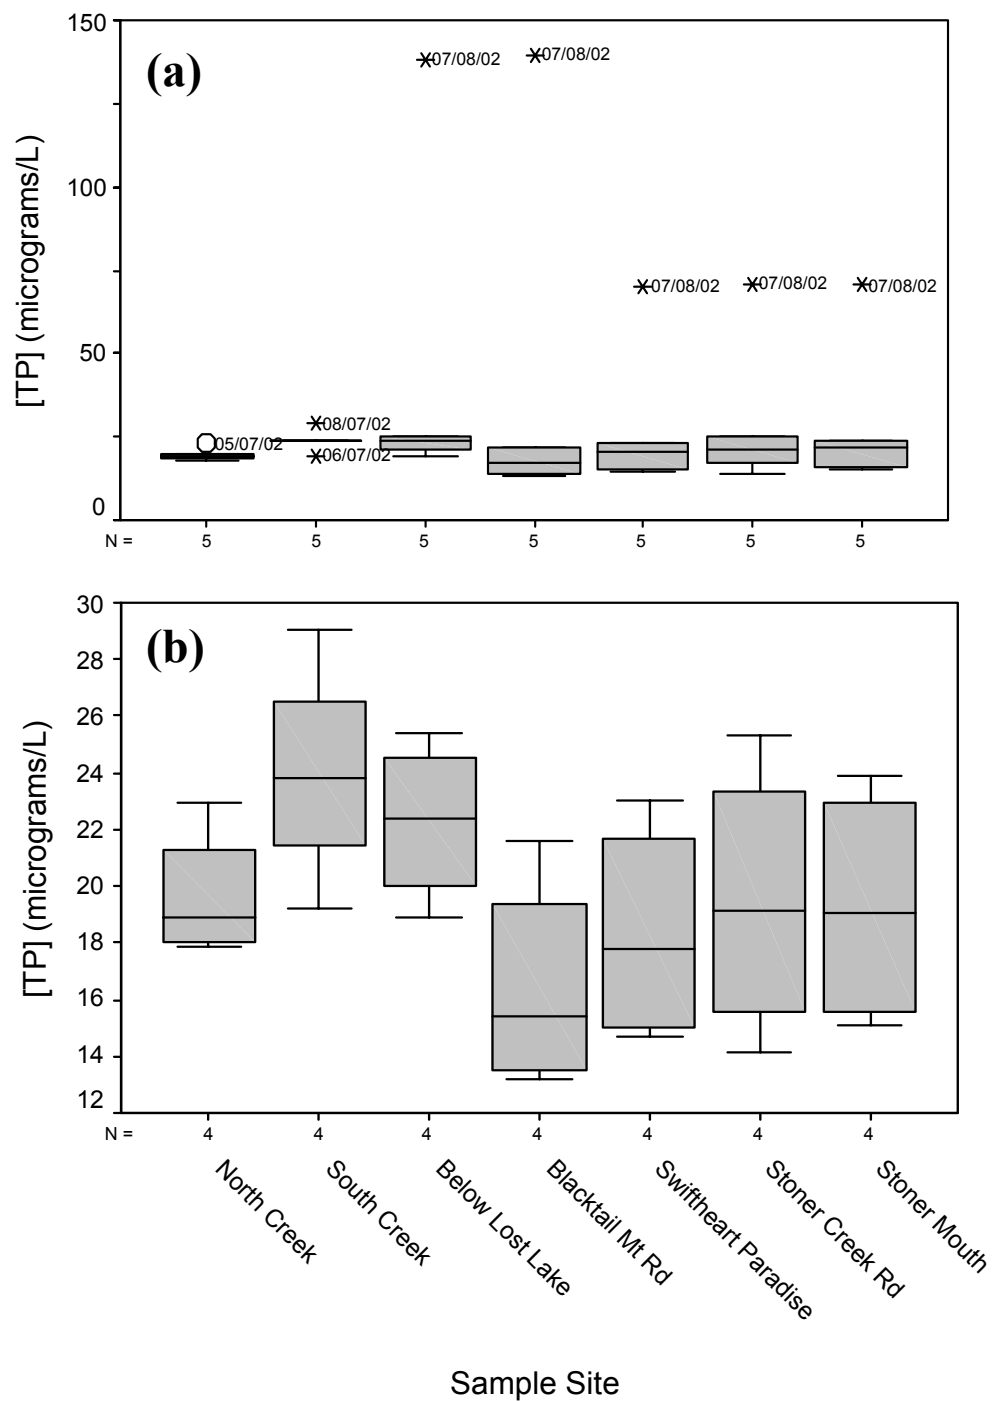 150
(a)
07/08/02
07/08/02
100
[TP] (micrograms/L)
07/08/02
07/08/02
07/08/02
50
08/07/02
05/07/02
06/07/02
0
N = 5 5 5 5 5 5 5
30
(b)
28
26
24
22
[TP] (micrograms/L)
20
18
16
14
12
N = 4 4 4 4 4 4 4
North Creek
South Creek
Below Lost Lake
Blacktail Mt Rd
Swiftheart Paradise
Stoner Creek Rd
Stoner Mouth
Sample Site